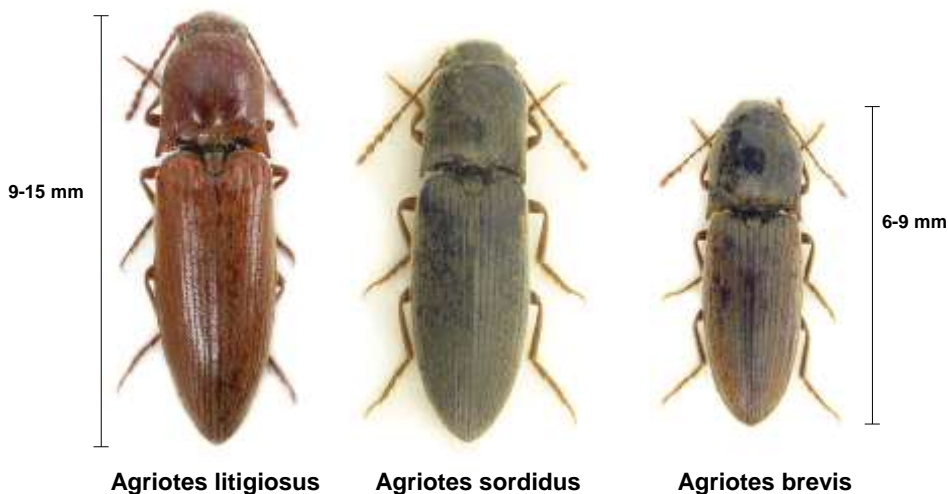 9-15 mm
6-9 mm
Agriotes litigiosus
Agriotes sordidus
Agriotes brevis